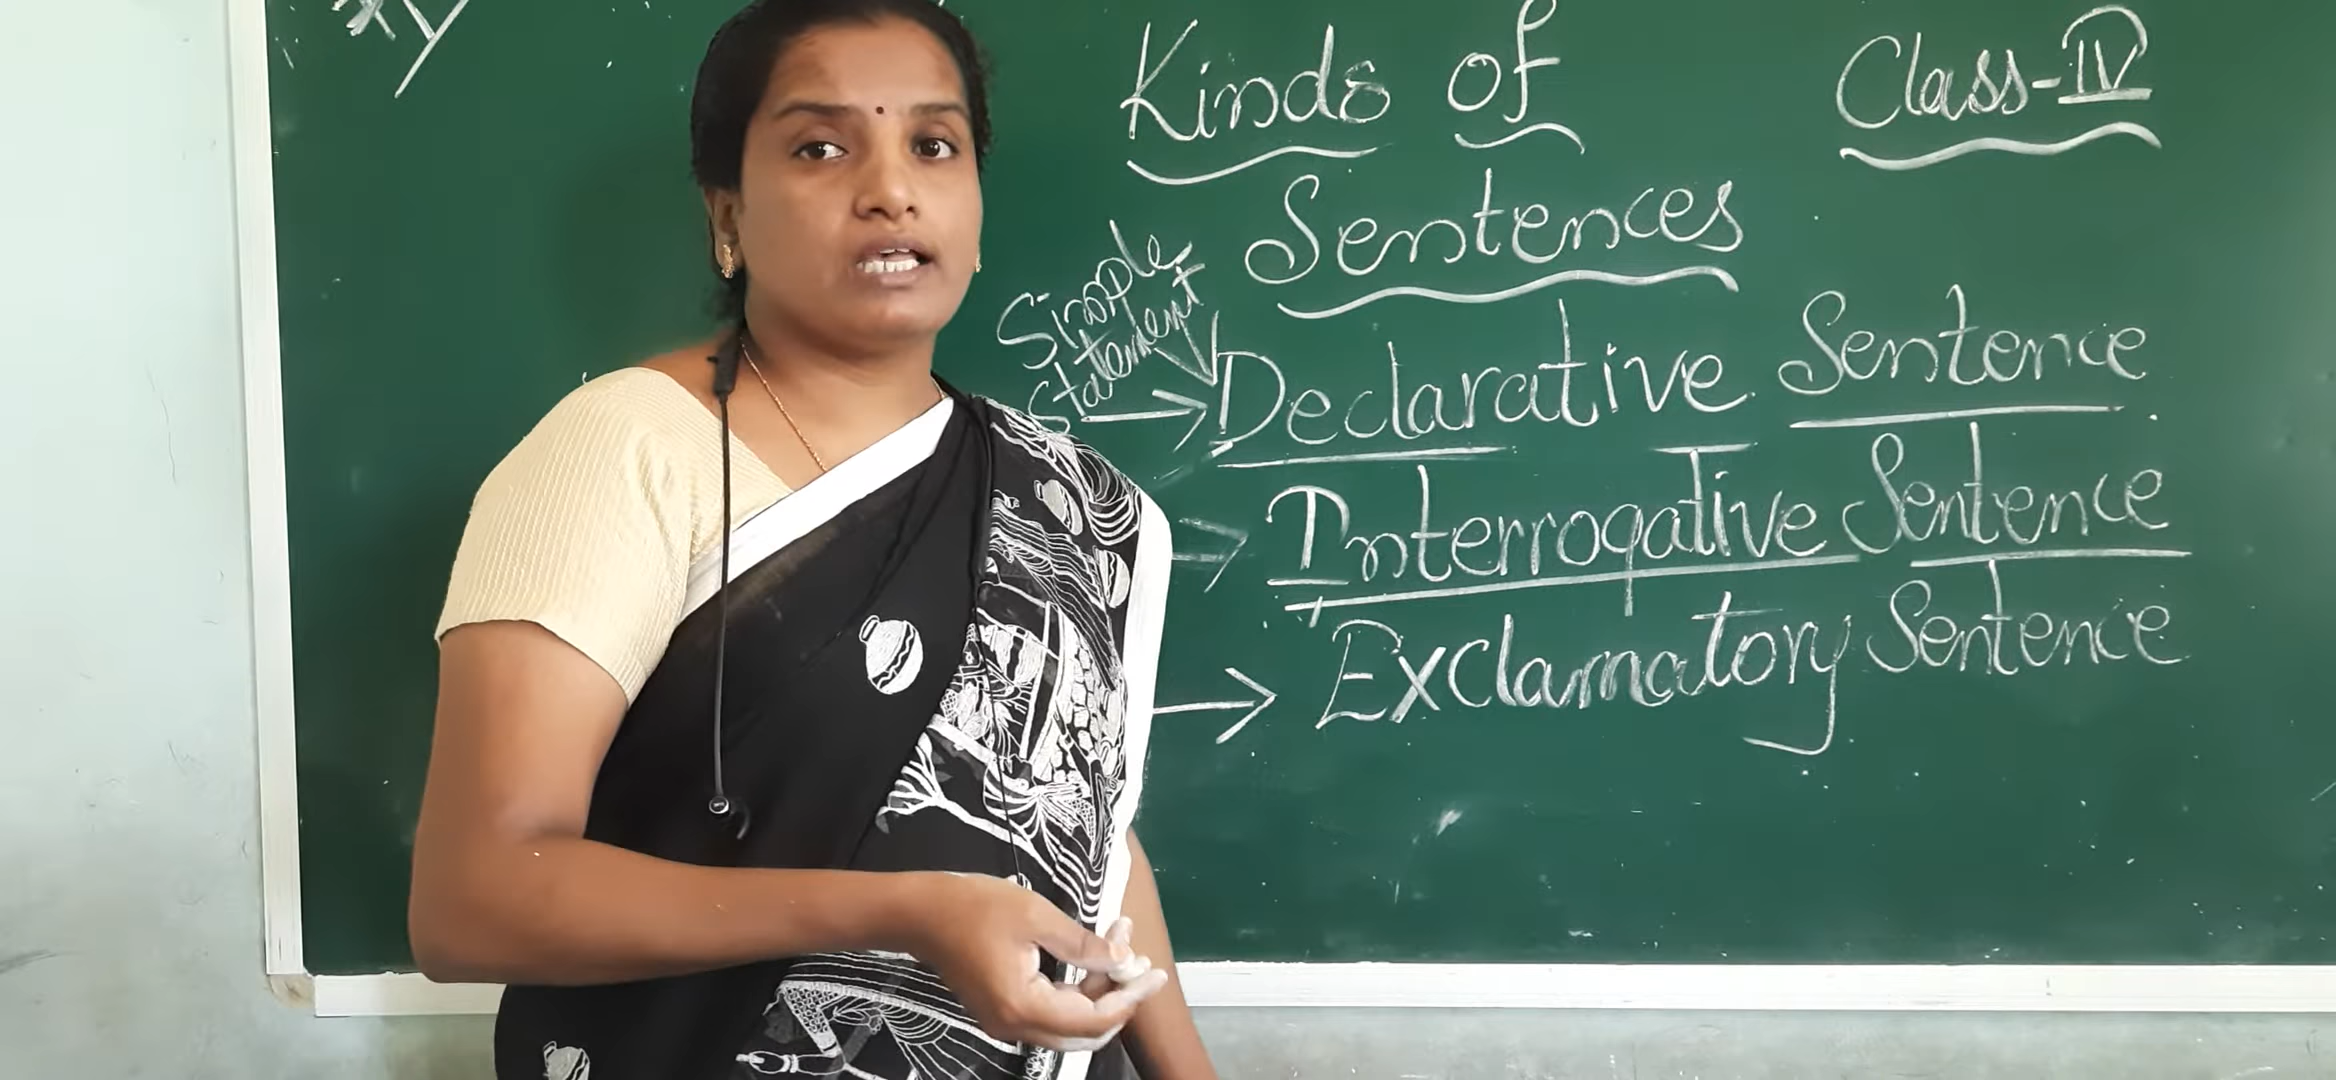 Kinds of
Class-IV
Sentences
Simple
Statement
Declarative Sentence
Interrogative Sentence
Exclamatory Sentence